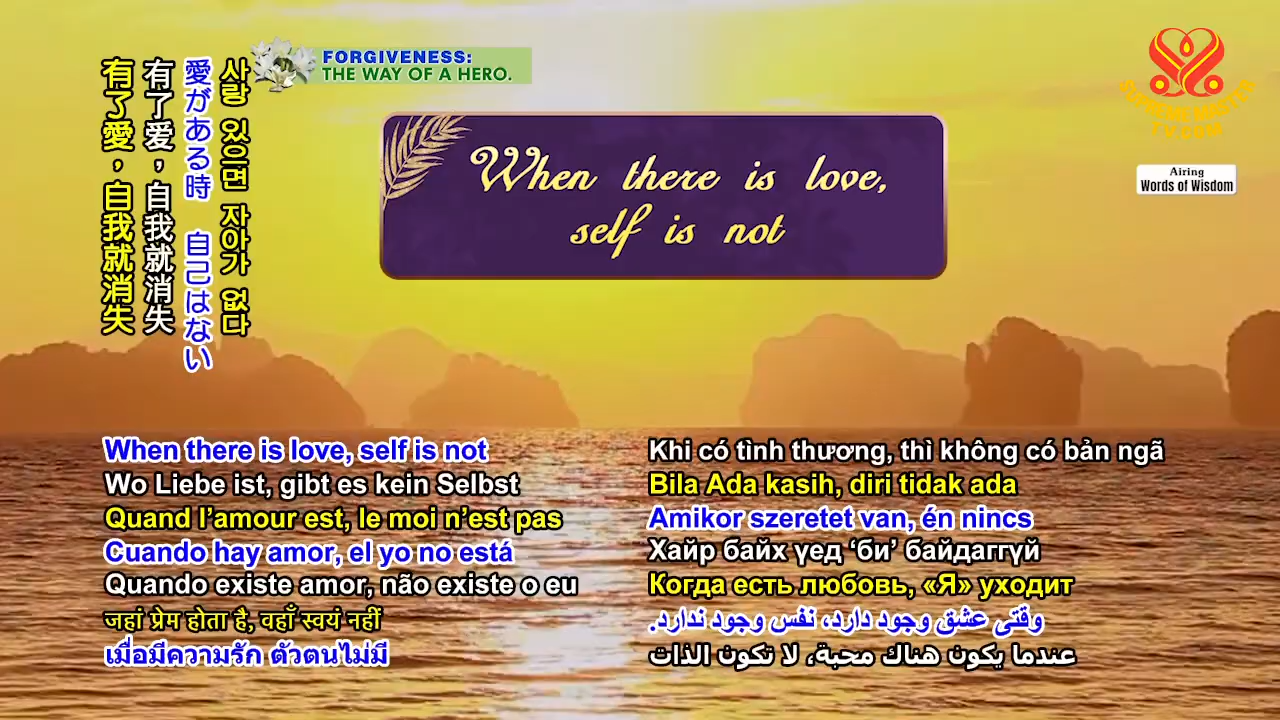 FORGIVENESS:
THE WAY OF A HERO.
SUPREME MASTER
TV.COM
Airing
Words of Wisdom
When there is love,
self is not
사랑 있으면 자아가 없다
愛がある時　自己はない
有了爱，自我就消失
有了愛，自我就消失
When there is love, self is not
Wo Liebe ist, gibt es kein Selbst
Quand l’amour est, le moi n’est pas
Cuando hay amor, el yo no está
Quando existe amor, não existe o eu
जहां प्रेम होता है, वहाँ स्वयं नहीं
เมื่อมีความรัก ตัวตนไม่มี
Khi có tình thương, thì không có bản ngã
Bila Ada kasih, diri tidak ada
Amikor szeretet van, én nincs
Хайр байх үед ‘би’ байдаггүй
Когда есть любовь, «Я» уходит
وقتی عشق وجود دارد، نفس وجود ندارد.
عندما يكون هناك محبة، لا تكون الذات